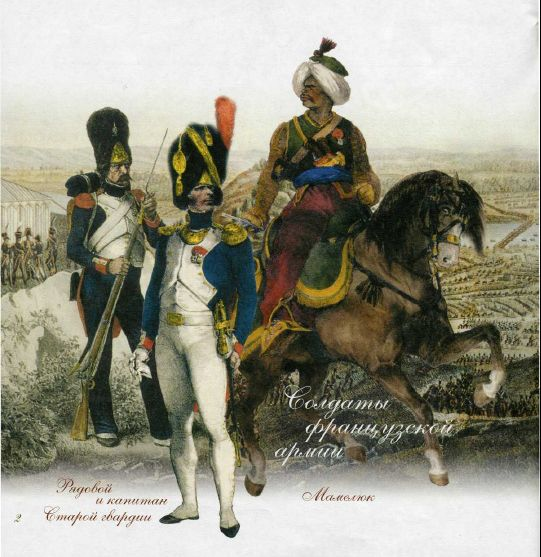 Солдаты
французской
армии
Рядовой
и капитан
Старой гвардии
Мамелюк
2